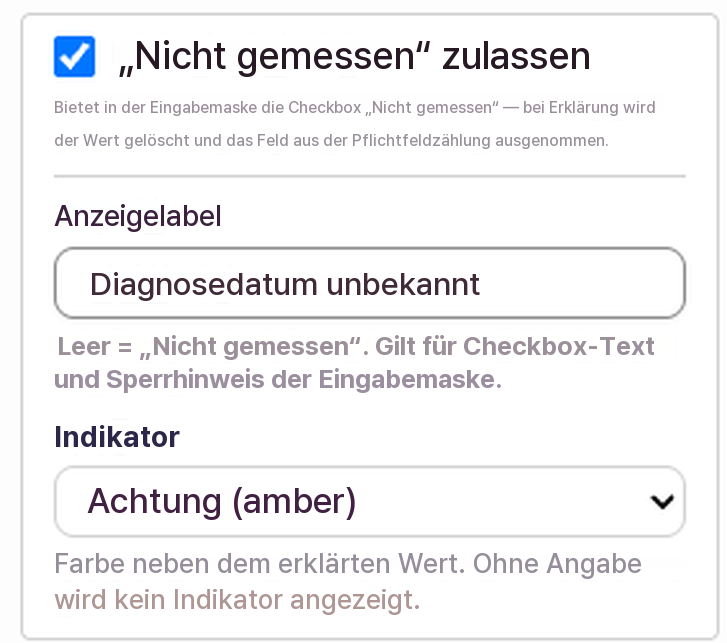 „Nicht gemessen“ zulassen
Bietet in der Eingabemaske die Checkbox „Nicht gemessen“ — bei Erklärung wird
der Wert gelöscht und das Feld aus der Pflichtfeldzählung ausgenommen.
Anzeigelabel
Diagnosedatum unbekannt
Leer = „Nicht gemessen“. Gilt für Checkbox-Text
und Sperrhinweis der Eingabemaske.
Indikator
Achtung (amber)
Farbe neben dem erklärten Wert. Ohne Angabe
wird kein Indikator angezeigt.